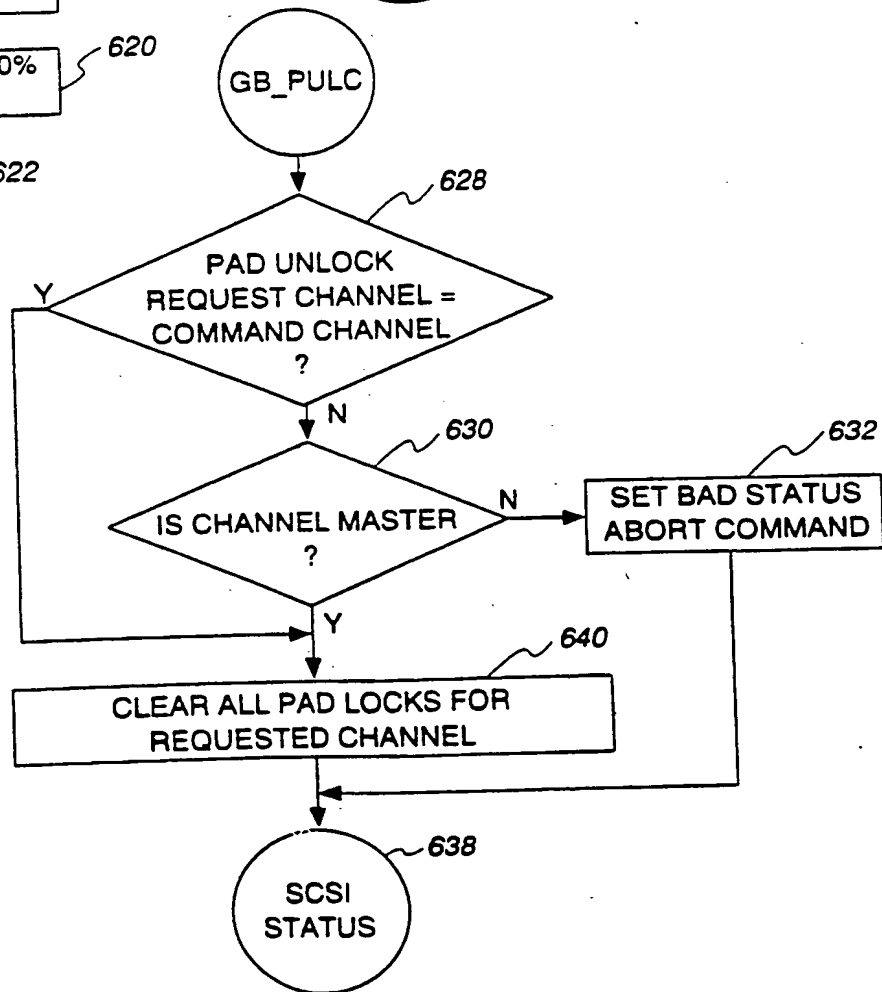 0%
620
622
GB_PULC
628
PAD UNLOCK
REQUEST CHANNEL =
COMMAND CHANNEL
?
Y
N
630
IS CHANNEL MASTER
?
N
632
SET BAD STATUS
ABORT COMMAND
Y
640
CLEAR ALL PAD LOCKS FOR
REQUESTED CHANNEL
638
SCSI
STATUS